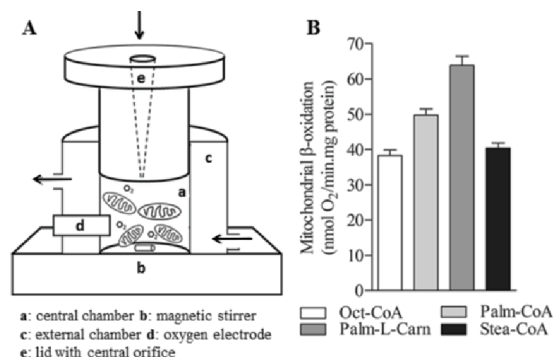 A
e
c
a
O₂
O₂
O₂
d
b
a: central chamber b: magnetic stirrer
c: external chamber d: oxygen electrode
e: lid with central orifice
B
Mitochondrial β-oxidation
(nmol O₂/min.mg protein)
70
60
50
40
30
20
10
0
Oct-CoA Palm-CoA
Palm-L-Carn Stea-CoA